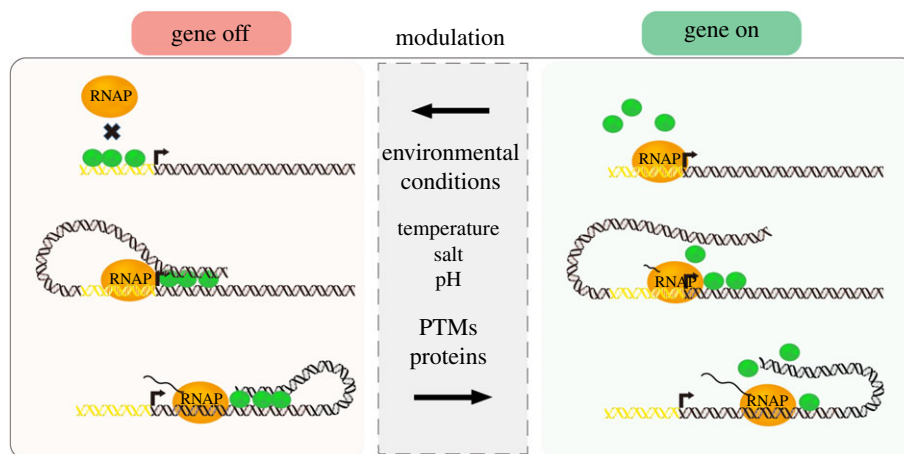 gene off
modulation
gene on
RNAP
RNAP
environmental
conditions
temperature
salt
pH
RNAP
RNAP
PTMs
proteins
RNAP
RNAP